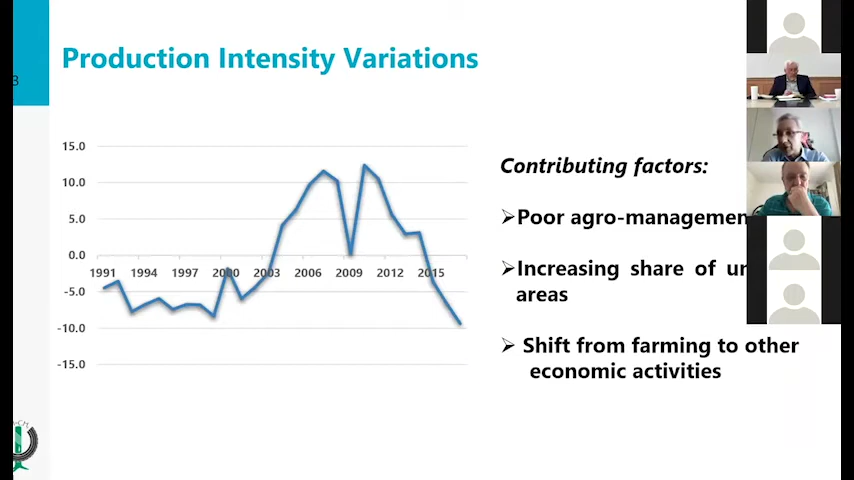 3
Production Intensity Variations
15.0
10.0
5.0
0.0
-5.0
-10.0
-15.0
1991 1994 1997 2000 2003 2006 2009 2012 2015
Contributing factors:
➢Poor agro-managemen
➢Increasing share of
areas
➢ Shift from farming to other
economic activities